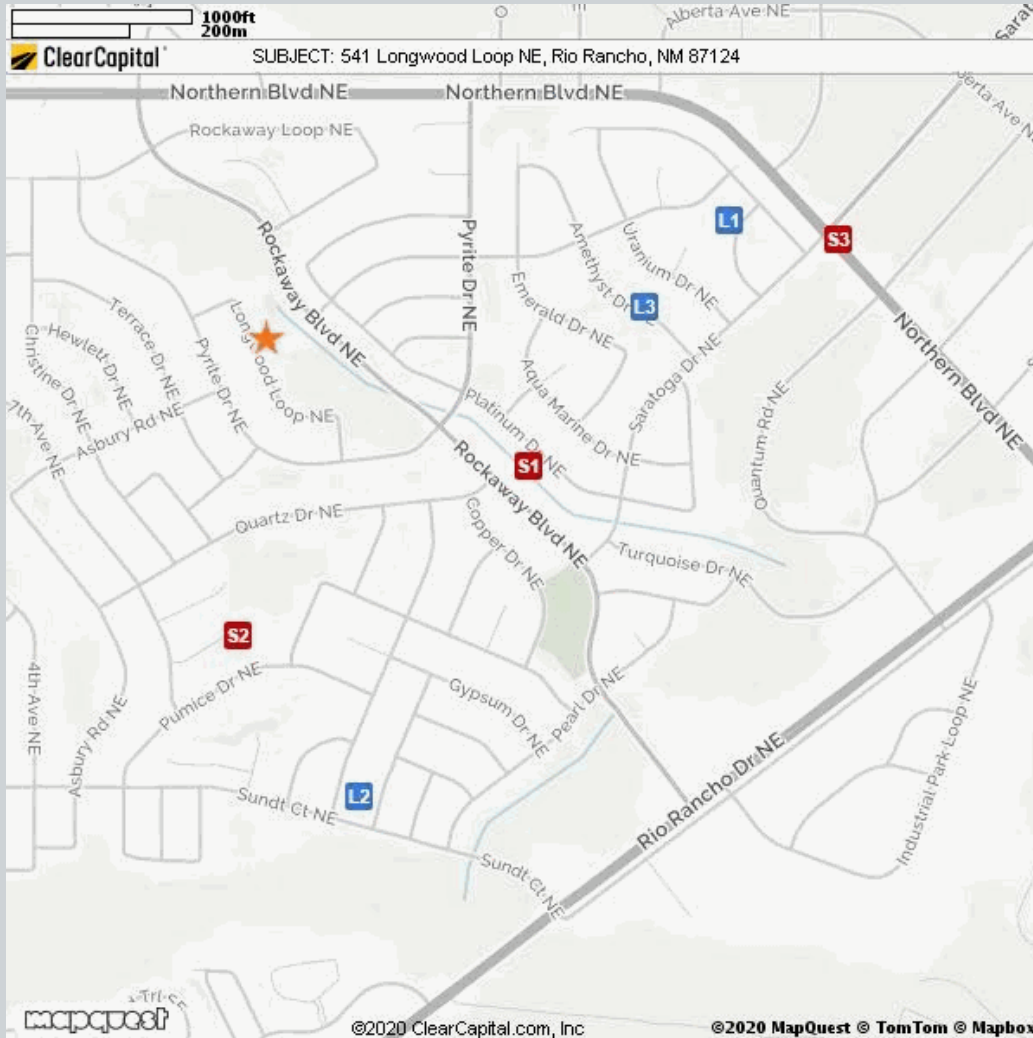 1000ft
200m
Alberta Ave NE
ClearCapital
SUBJECT: 541 Longwood Loop NE, Rio Rancho, NM 87124
Northern Blvd NE
Northern Blvd NE
Rockaway Loop NE
L1
S3
Rockaway Blvd NE
Pyrite Dr NE
Amethyst Dr NE
Uranium Dr NE
Emerald Dr NE
L3
Terrace Dr NE
Longwood Loop NE
Hewlett Dr NE
Christine Dr NE
Pyrite Dr NE
Northern Blvd NE
Saratoga Dr NE
Aqua Marine Dr NE
Platinum Dr NE
7th Ave NE
Asbury Rd NE
Quantum Rd NE
S1
Rockaway Blvd NE
Quartz Dr NE
Copper Dr NE
Turquoise Dr NE
S2
4th Ave NE
Pumice Dr NE
Gypsum Dr NE
Pearl Dr NE
Asbury Rd NE
Industrial Park Loop NE
Rio Rancho Dr NE
L2
Sundt Ct NE
Sundt Ct NE
mapquest
©2020 ClearCapital.com, Inc
©2020 MapQuest © TomTom © Mapbox